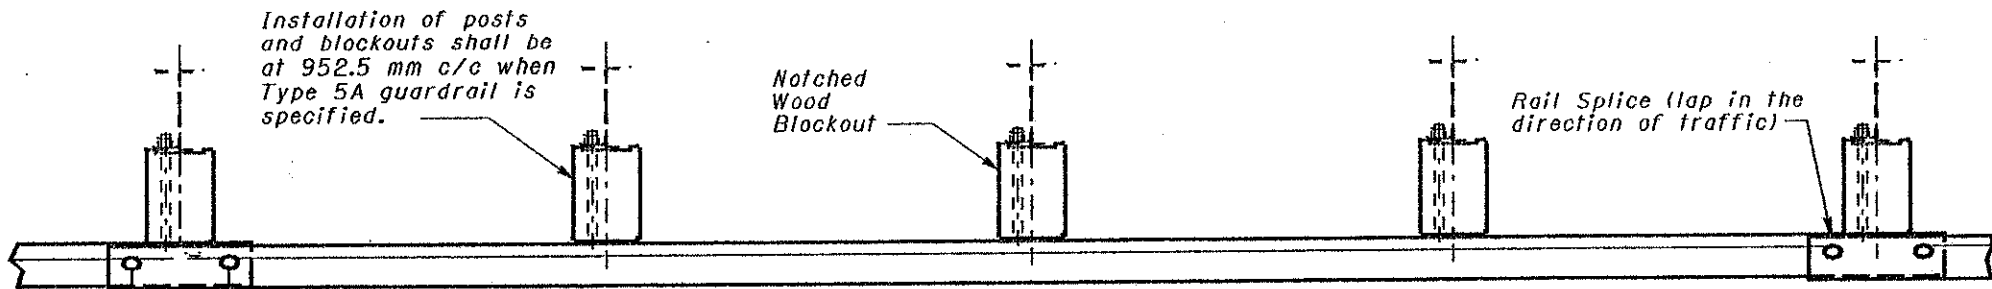 Installation of posts
and blockouts shall be
at 952.5 mm c/c when
Type 5A guardrail is
specified.
Notched
Wood
Blockout
Rail Splice (lap in the
direction of traffic)